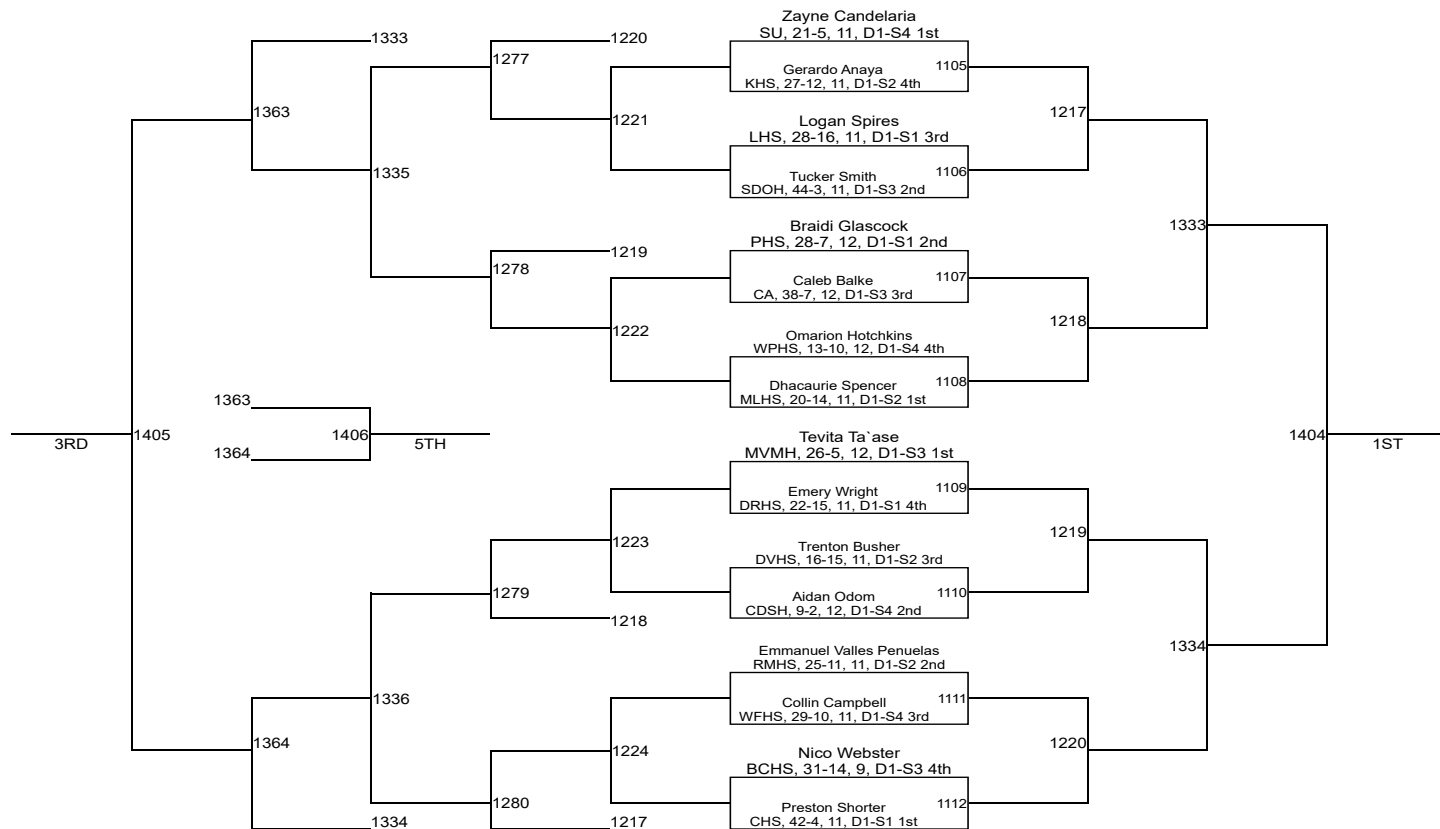 Zayne Candelaria
SU, 21-5, 11, D1-S4 1st
1333
1220
1277
Gerardo Anaya
1105
KHS, 27-12, 11, D1-S2 4th
1363
1221
1217
Logan Spires
LHS, 28-16, 11, D1-S1 3rd
1335
Tucker Smith
1106
SDOH, 44-3, 11, D1-S3 2nd
Braidi Glascock
1333
PHS, 28-7, 12, D1-S1 2nd
1219
1278
Caleb Balke
1107
CA, 38-7, 12, D1-S3 3rd
1222
1218
Omarion Hotchkins
WPHS, 13-10, 12, D1-S4 4th
Dhacaurie Spencer
1108
MLHS, 20-14, 11, D1-S2 1st
1363
3RD
1405
1406
5TH
1364
Tevita Ta`ase
1404
1ST
MVMH, 26-5, 12, D1-S3 1st
Emery Wright
1109
DRHS, 22-15, 11, D1-S1 4th
1223
1219
Trenton Busher
DVHS, 16-15, 11, D1-S2 3rd
1279
Aidan Odom
1110
CDSH, 9-2, 12, D1-S4 2nd
1218
Emmanuel Valles Penuelas
1334
RMHS, 25-11, 11, D1-S2 2nd
1336
Collin Campbell
1111
WFHS, 29-10, 11, D1-S4 3rd
1364
1224
1220
Nico Webster
BCHS, 31-14, 9, D1-S3 4th
1280
Preston Shorter
1112
CHS, 42-4, 11, D1-S1 1st
1334
1217